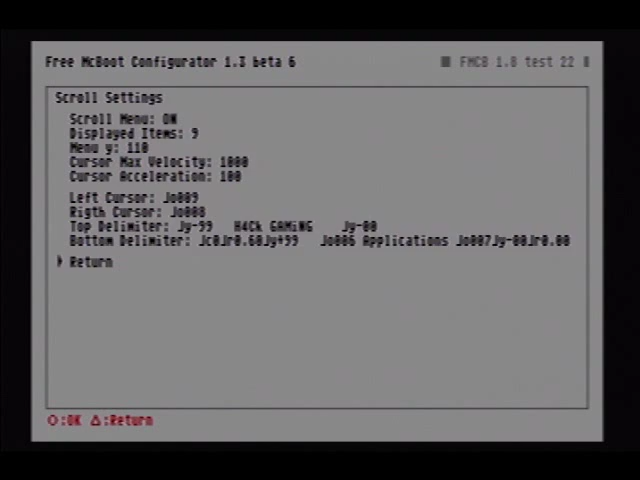 Free McBoot Configurator 1.3 beta 6
FMCB 1.8 test 22
Scroll Settings
Scroll Menu: ON
Displayed Items: 9
Menu y: 110
Cursor Max Velocity: 1000
Cursor Acceleration: 100
Left Cursor: Jo009
Rigth Cursor: Jo008
Top Delimiter: Jy-99 H4Ck GAMiNG Jy-00
Bottom Delimiter: Jc0Jr0.60Jy+99 Jo006 Applications Jo007Jy-00Jr0.00
Return
O:OK △:Return